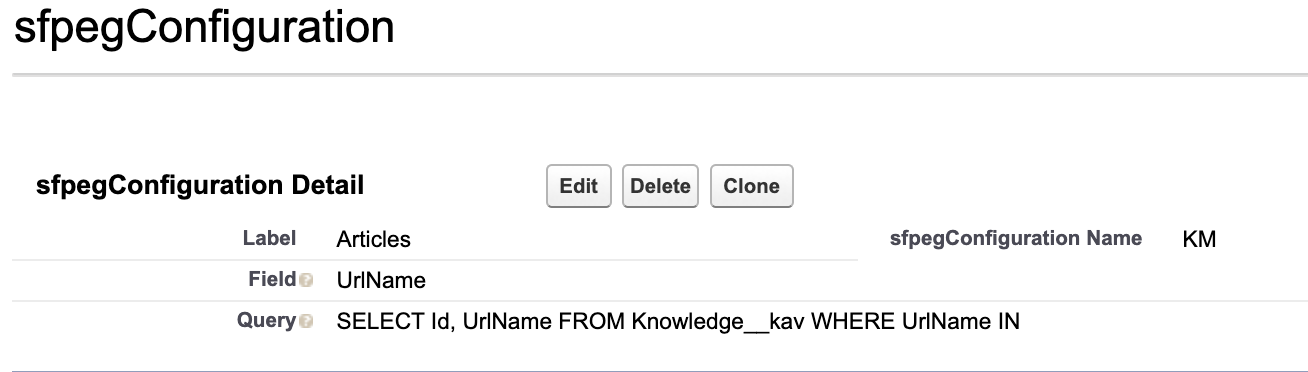 sfpegConfiguration
sfpegConfiguration Detail Edit Delete Clone
Label Articles sfpegConfiguration Name KM
Field ? UrlName
Query ? SELECT Id, UrlName FROM Knowledge__kav WHERE UrlName IN